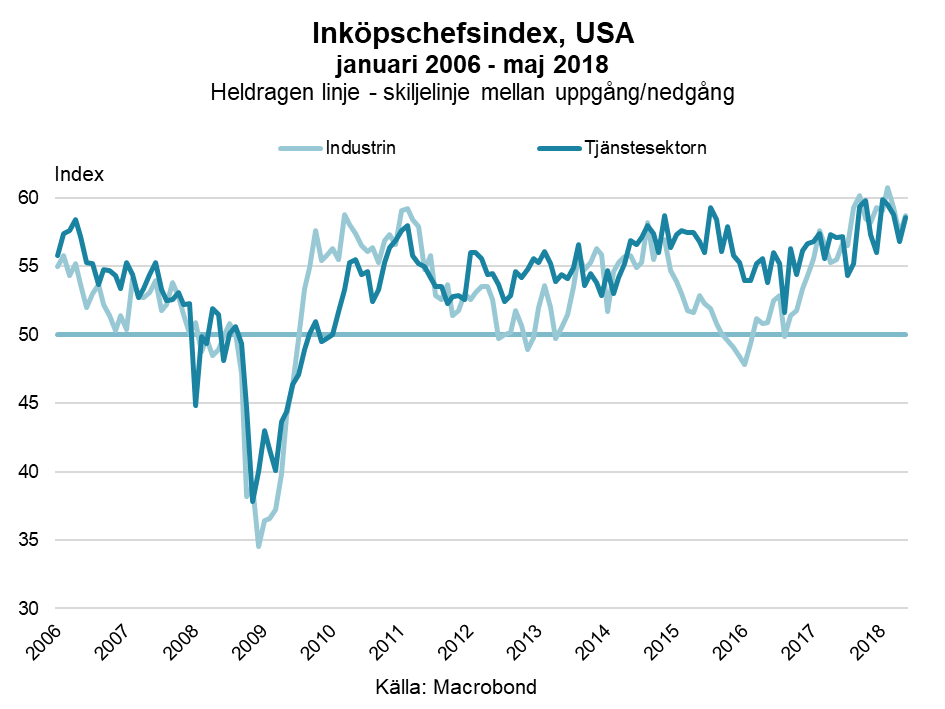 Inköpschefsindex, USA
januari 2006 - maj 2018
Heldragen linje - skiljelinje mellan uppgång/nedgång
Industrin
Tjänstesektorn
Index
60
55
50
45
40
35
30
2006
2007
2008
2009
2010
2011
2012
2013
2014
2015
2016
2017
2018
Källa: Macrobond